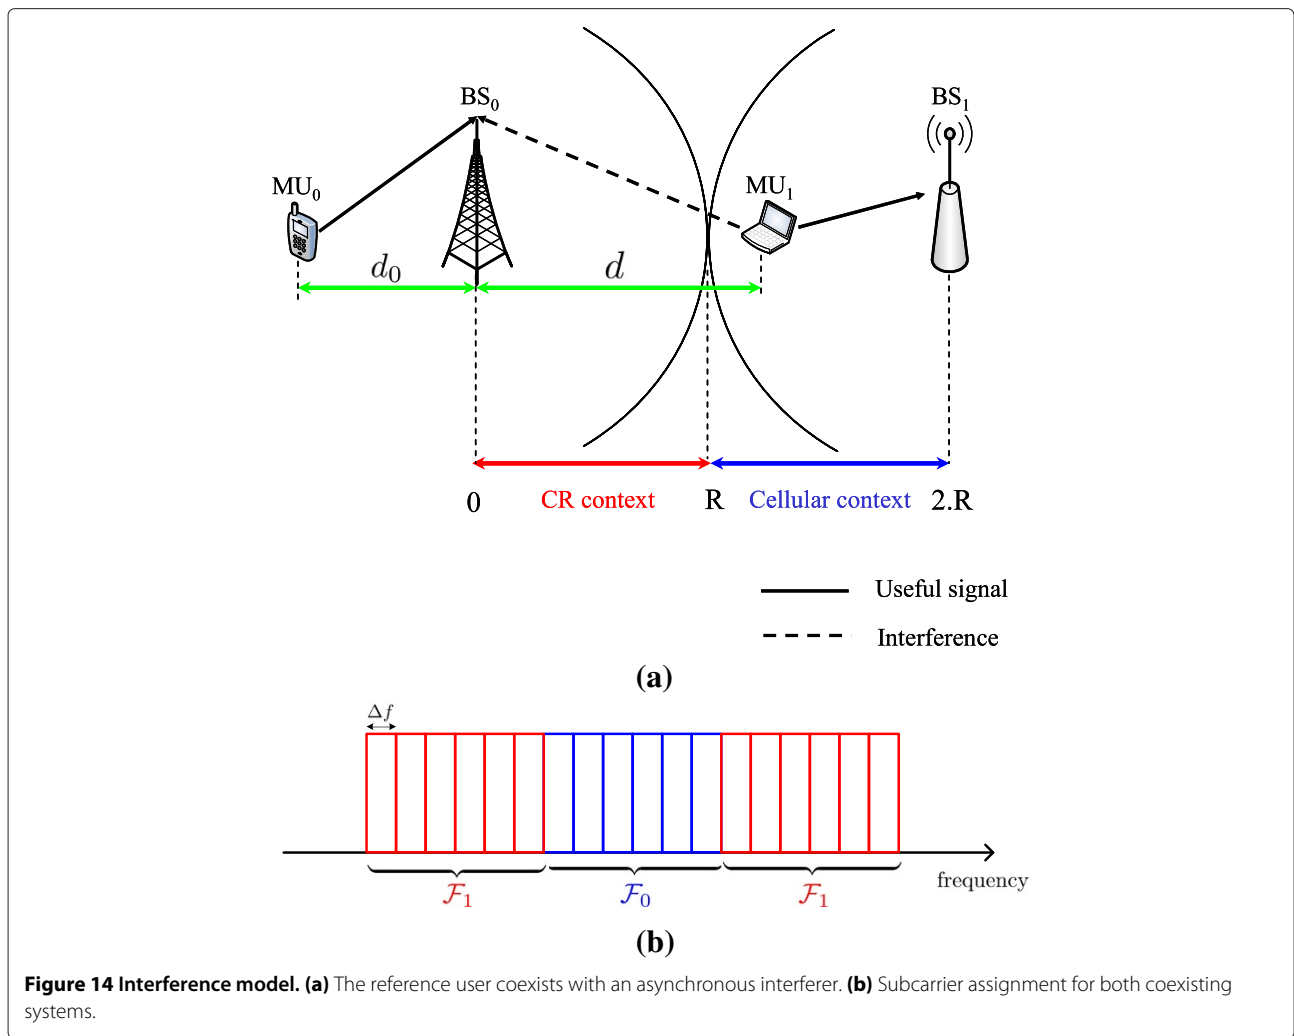 BS₀
BS₁
MU₀
MU₁
d₀
d
0
CR context
R
Cellular context
2.R
Useful signal
Interference
(a)
Δf
frequency
ℱ₁
ℱ₀
ℱ₁
(b)
Figure 14 Interference model. (a) The reference user coexists with an asynchronous interferer. (b) Subcarrier assignment for both coexisting
systems.